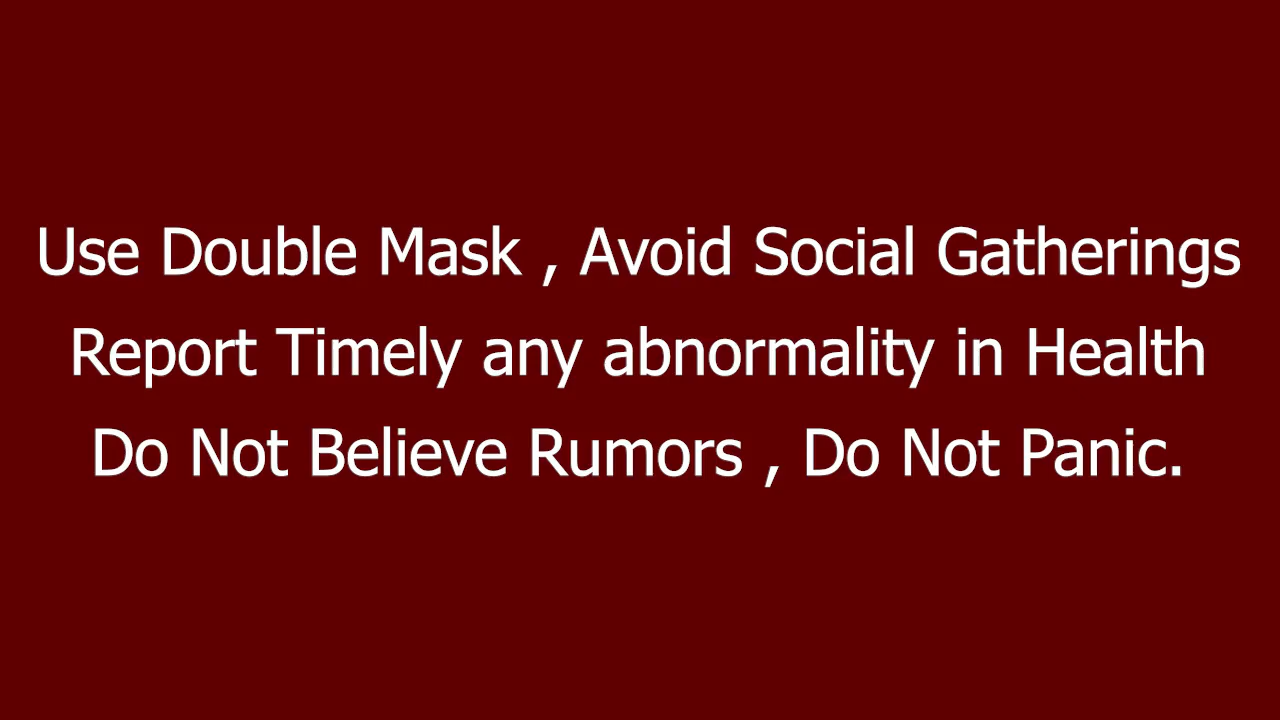 Use Double Mask , Avoid Social Gatherings
Report Timely any abnormality in Health
Do Not Believe Rumors , Do Not Panic.